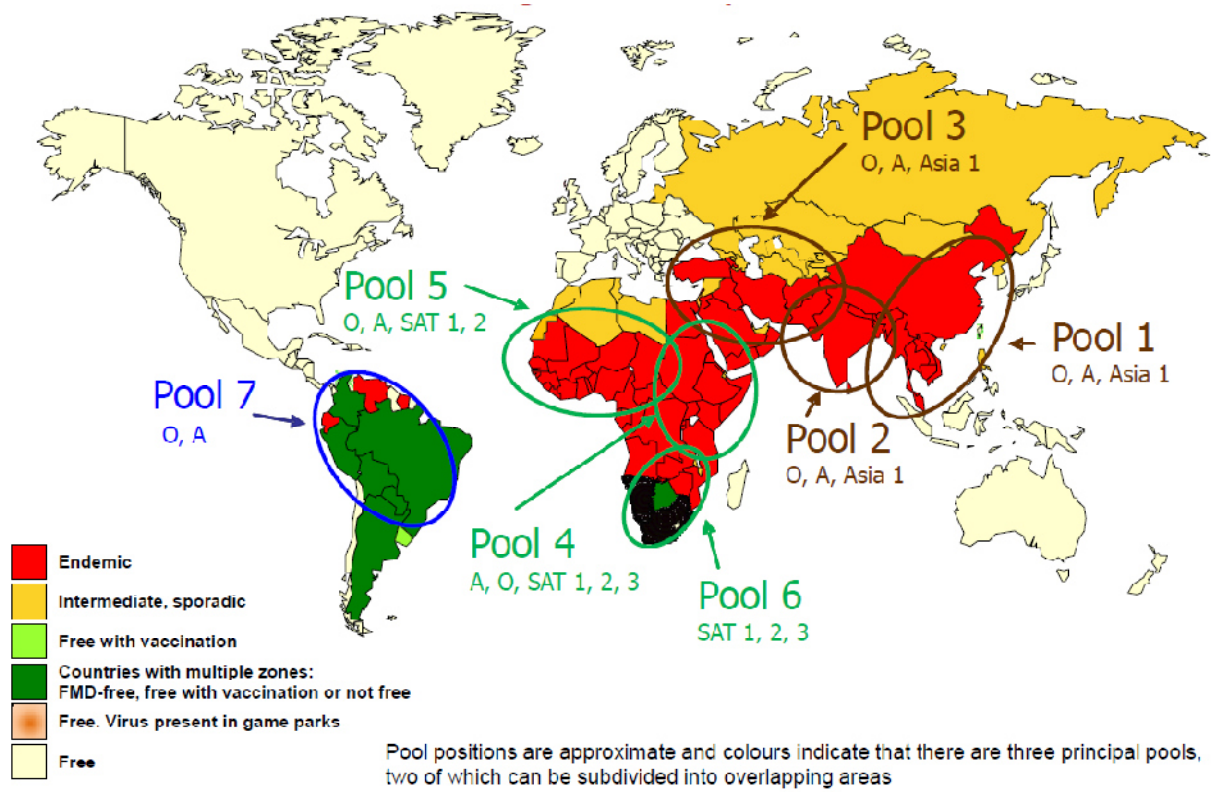 Pool 3
O, A, Asia 1
Pool 5
O, A, SAT 1, 2
Pool 1
O, A, Asia 1
Pool 7
O, A
Pool 2
O, A, Asia 1
Pool 4
A, O, SAT 1, 2, 3
Pool 6
SAT 1, 2, 3
Endemic
Intermediate, sporadic
Free with vaccination
Countries with multiple zones:
FMD-free, free with vaccination or not free
Free. Virus present in game parks
Free
Pool positions are approximate and colours indicate that there are three principal pools,
two of which can be subdivided into overlapping areas